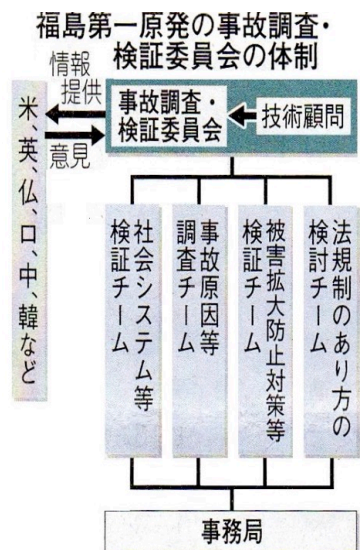 福島第一原発の事故調査・
検証委員会の体制
情報
提供
意見
米、英、仏、ロ、中、韓など
事故調査・
検証委員会
技術顧問
社会システム等
検証チーム
事故原因等
調査チーム
被害拡大防止対策等
検証チーム
法規制のあり方の
検討チーム
事務局